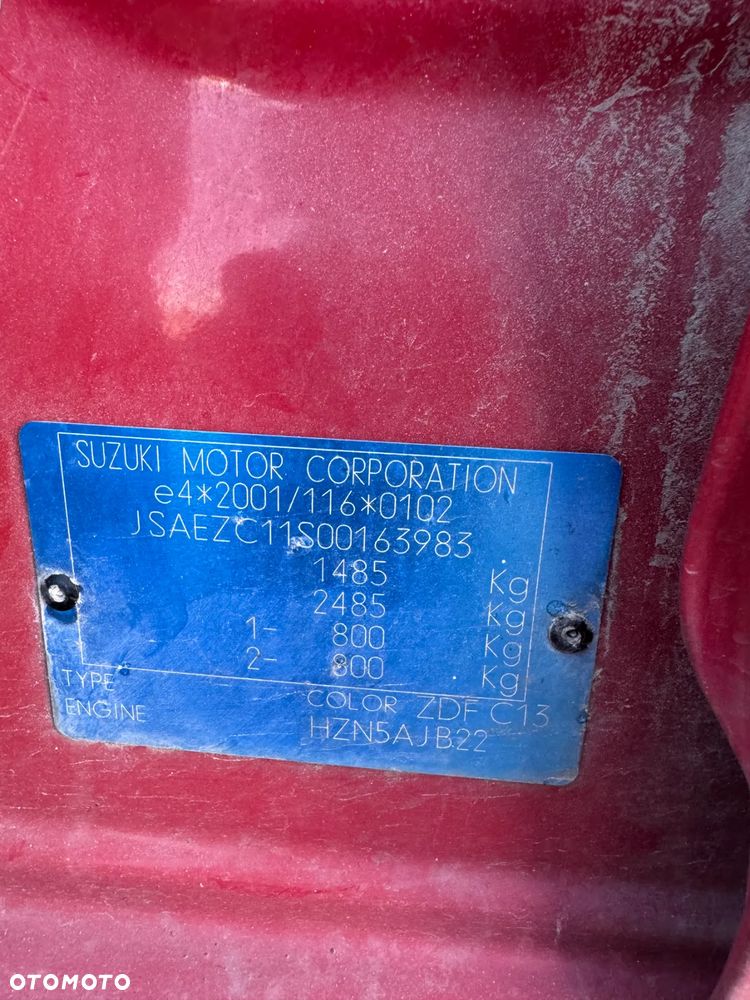 SUZUKI MOTOR CORPORATION
e4*2001/116*0102
JSAEZC11S00163983
1485 Kg
2485 Kg
1- 800 Kg
2- 800 Kg
TYPE COLOR ZDF C13
ENGINE HZN5AJB22
OTOMOTO